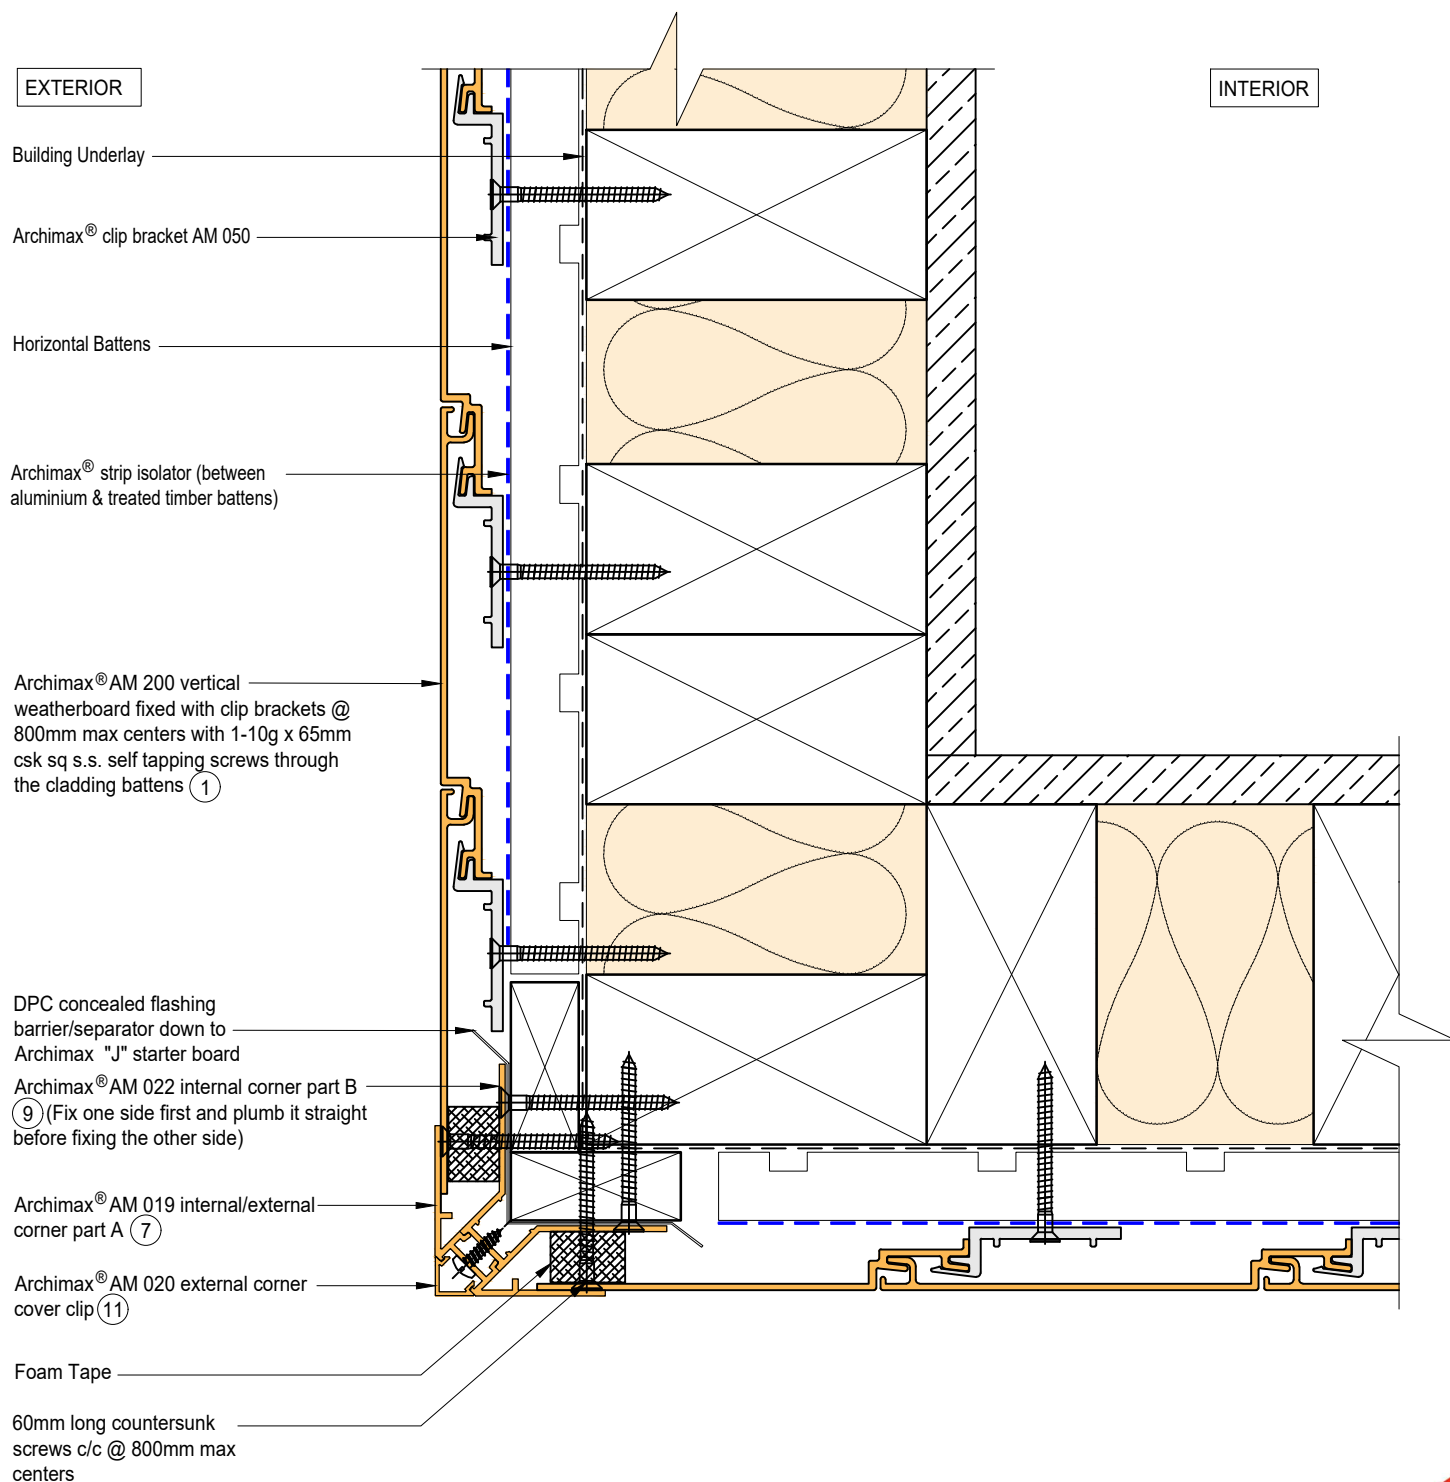 EXTERIOR
INTERIOR
Building Underlay
Archimax® clip bracket AM 050
Horizontal Battens
Archimax® strip isolator (between
aluminium & treated timber battens)
Archimax® AM 200 vertical
weatherboard fixed with clip brackets @
800mm max centers with 1-10g x 65mm
csk sq s.s. self tapping screws through
the cladding battens 1
DPC concealed flashing
barrier/separator down to
Archimax "J" starter board
Archimax® AM 022 internal corner part B
9 (Fix one side first and plumb it straight
before fixing the other side)
Archimax® AM 019 internal/external
corner part A 7
Archimax® AM 020 external corner
cover clip 11
Foam Tape
60mm long countersunk
screws c/c @ 800mm max
centers